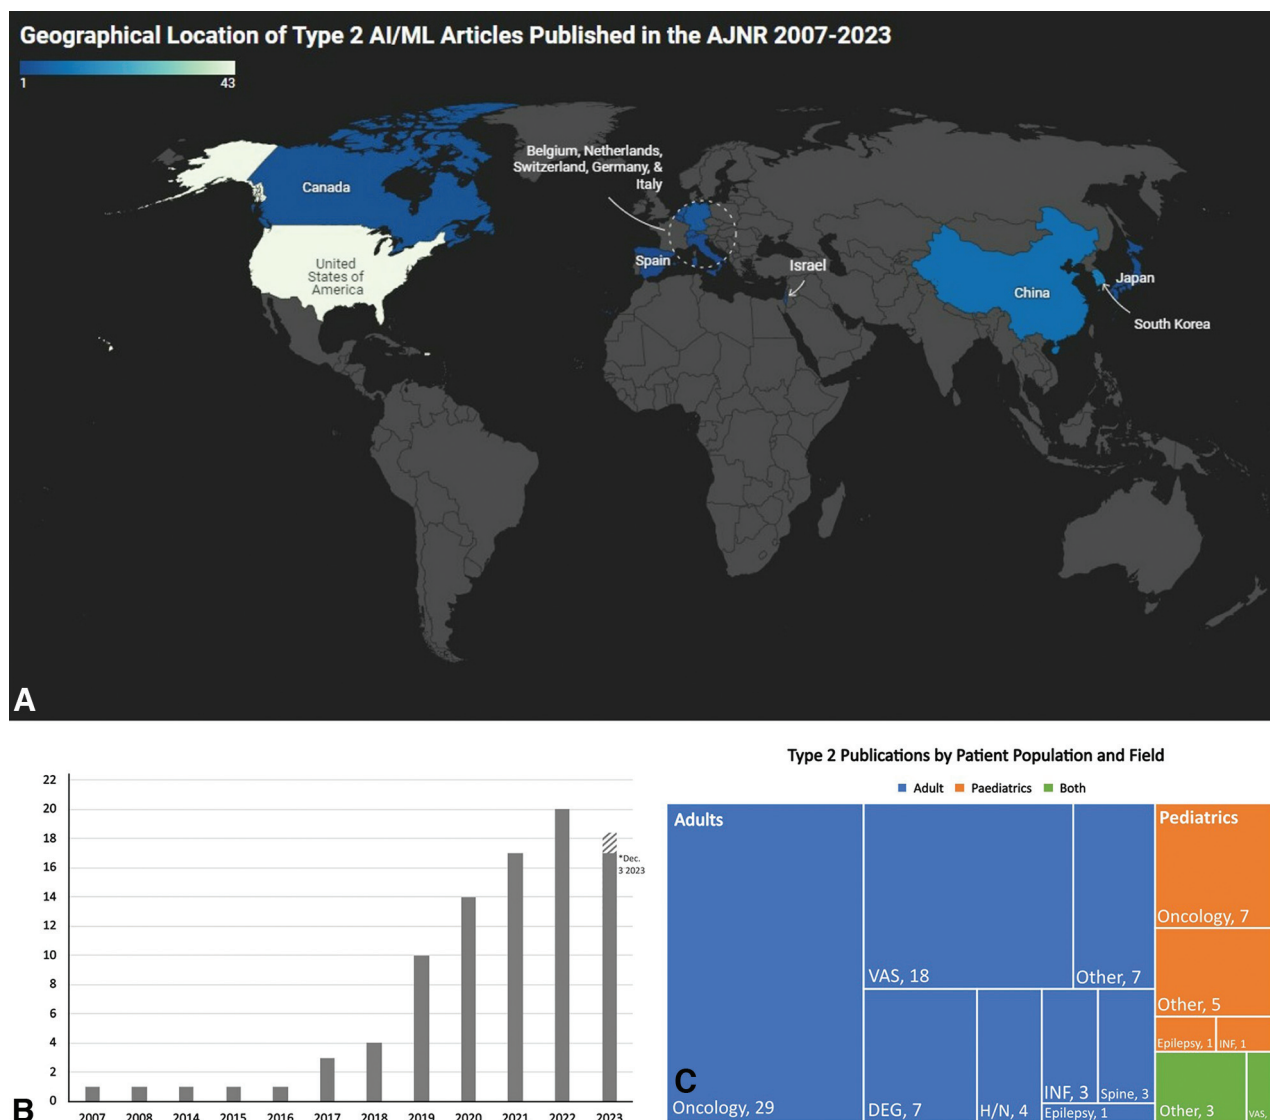 Geographical Location of Type 2 AI/ML Articles Published in the AJNR 2007-2023
1
43
Belgium, Netherlands,
Switzerland, Germany, &
Italy
Canada
United
States of
America
Spain
Israel
China
Japan
South Korea
A
22
20
18
16
14
12
10
8
6
4
2
0
*Dec.
3 2023
2007 2008 2014 2015 2016 2017 2018 2019 2020 2021 2022 2023
B
Type 2 Publications by Patient Population and Field
Adult Paediatrics Both
Adults
Oncology, 29
VAS, 18
Other, 7
DEG, 7
H/N, 4
INF, 3
Spine, 3
Epilepsy, 1
Pediatrics
Oncology, 7
Other, 5
Epilepsy, 1
INF, 1
Other, 3
VAS,
C